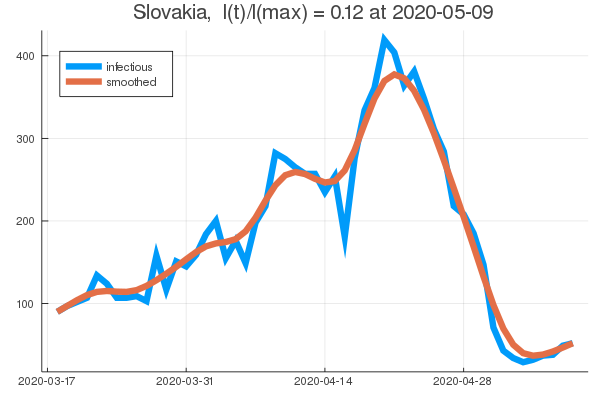 Slovakia,  I(t)/I(max) = 0.12 at 2020-05-09
400
infectious
smoothed
300
200
100
2020-03-17 2020-03-31 2020-04-14 2020-04-28